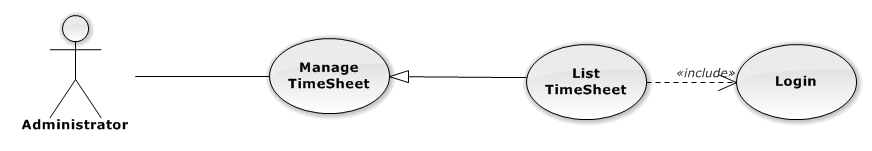 Administrator
Manage
TimeSheet
List
TimeSheet
«include»
Login